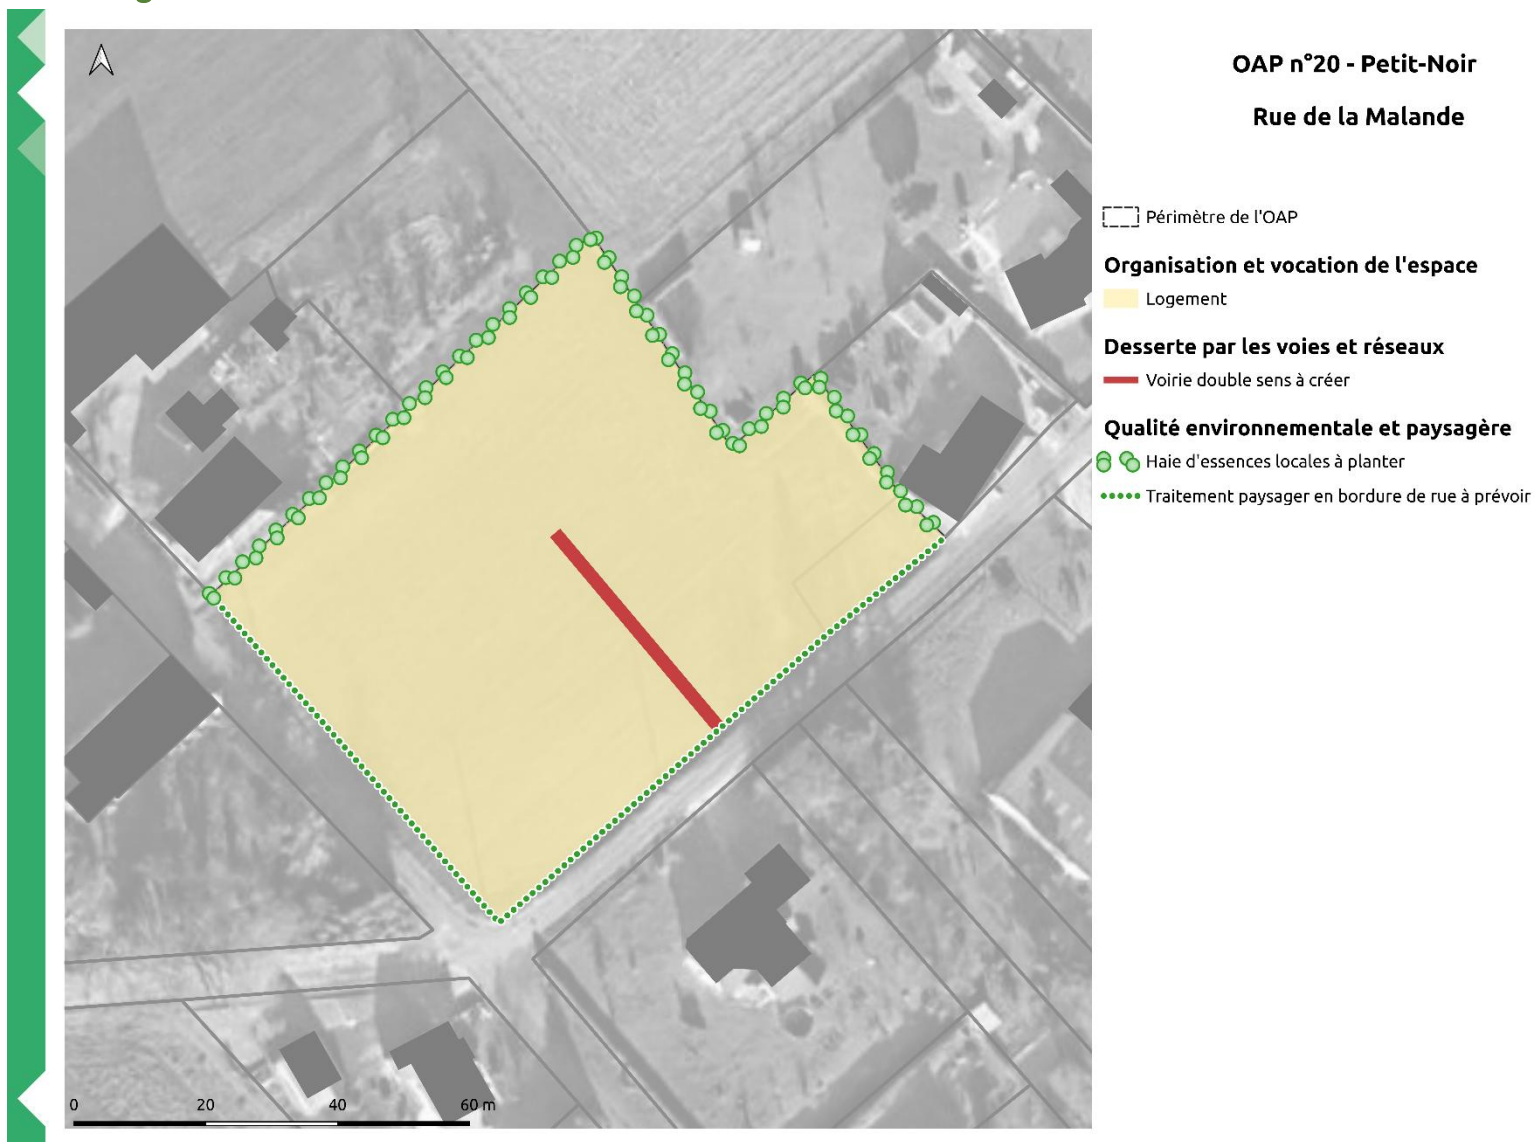 OAP n°20 - Petit-Noir
Rue de la Malande
Périmètre de l'OAP
Organisation et vocation de l'espace
Logement
Desserte par les voies et réseaux
Voirie double sens à créer
Qualité environnementale et paysagère
Haie d'essences locales à planter
Traitement paysager en bordure de rue à prévoir
0 20 40 60 m